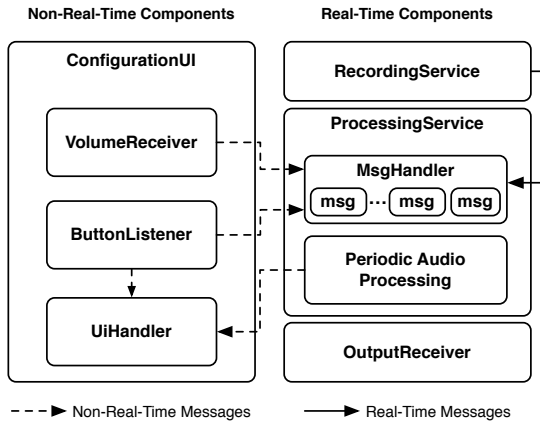 Non-Real-Time Components
Real-Time Components
ConfigurationUI
VolumeReceiver
ButtonListener
UiHandler
RecordingService
ProcessingService
MsgHandler
msg ... msg msg
Periodic Audio
Processing
OutputReceiver
Non-Real-Time Messages
Real-Time Messages